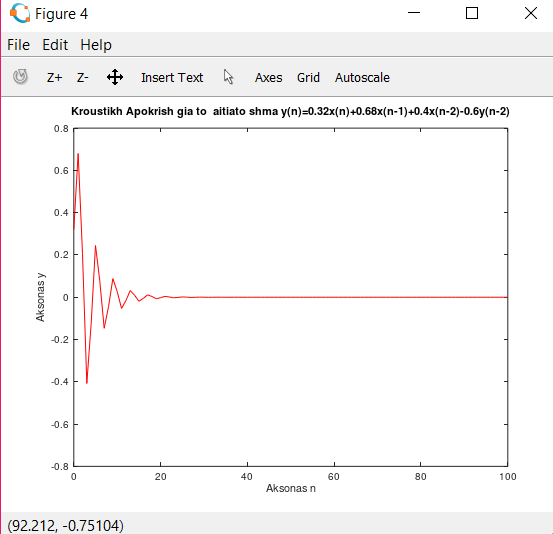 Figure 4
File Edit Help
Z+ Z- Insert Text Axes Grid Autoscale
Kroustikh Apokrish gia to  aitiato shma y(n)=0.32x(n)+0.68x(n-1)+0.4x(n-2)-0.6y(n-2)
0.8
0.6
0.4
0.2
0
-0.2
-0.4
-0.6
-0.8
Aksonas y
0 20 40 60 80 100
Aksonas n
(92.212, -0.75104)